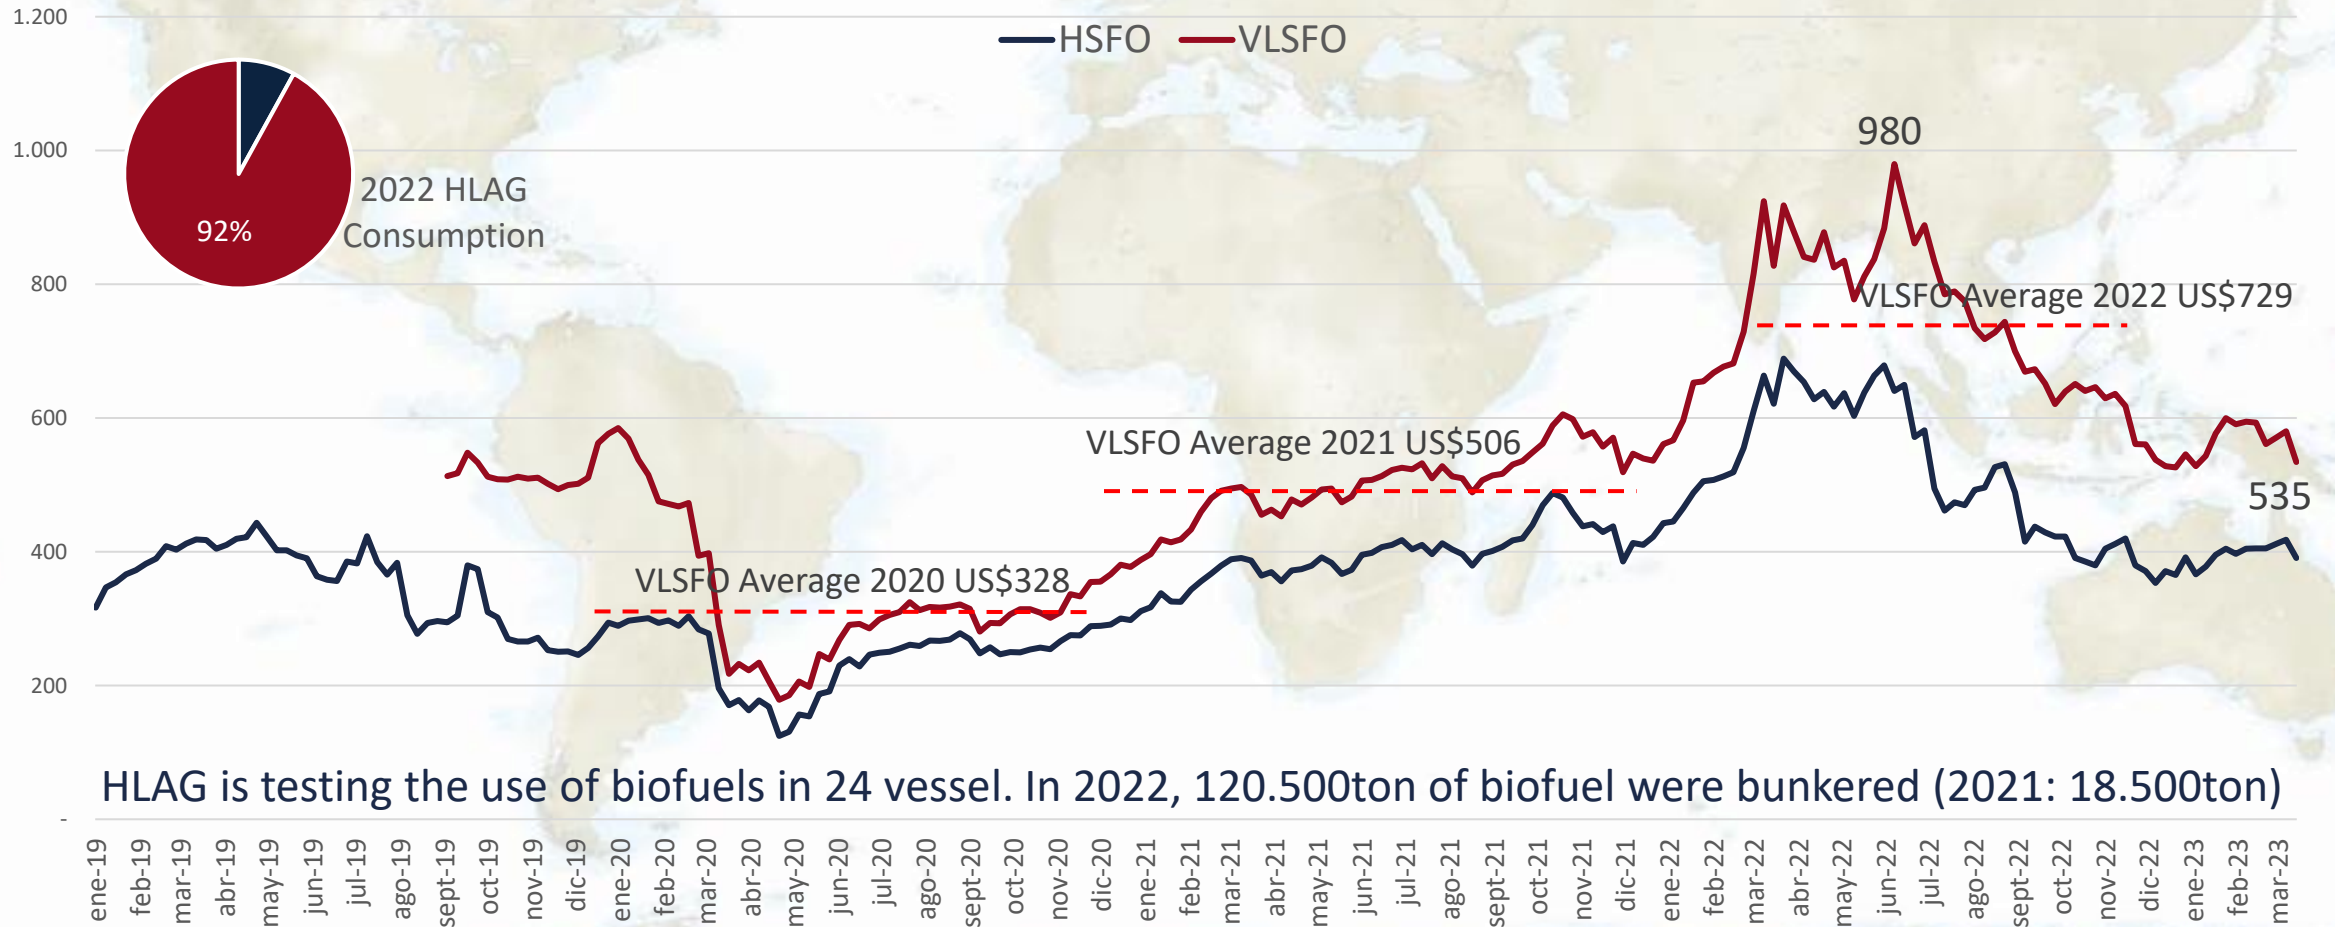 1.200
1.000
800
600
400
200
-
HSFO
VLSFO
92%
2022 HLAG
Consumption
980
VLSFO Average 2022 US$729
VLSFO Average 2021 US$506
535
VLSFO Average 2020 US$328
HLAG is testing the use of biofuels in 24 vessel. In 2022, 120.500ton of biofuel were bunkered (2021: 18.500ton)
ene-19
feb-19
mar-19
abr-19
may-19
jun-19
jul-19
ago-19
sept-19
oct-19
nov-19
dic-19
ene-20
feb-20
mar-20
abr-20
may-20
jun-20
jul-20
ago-20
sept-20
oct-20
nov-20
dic-20
ene-21
feb-21
mar-21
abr-21
may-21
jun-21
jul-21
ago-21
sept-21
oct-21
nov-21
dic-21
ene-22
feb-22
mar-22
abr-22
may-22
jun-22
jul-22
ago-22
sept-22
oct-22
nov-22
dic-22
ene-23
feb-23
mar-23